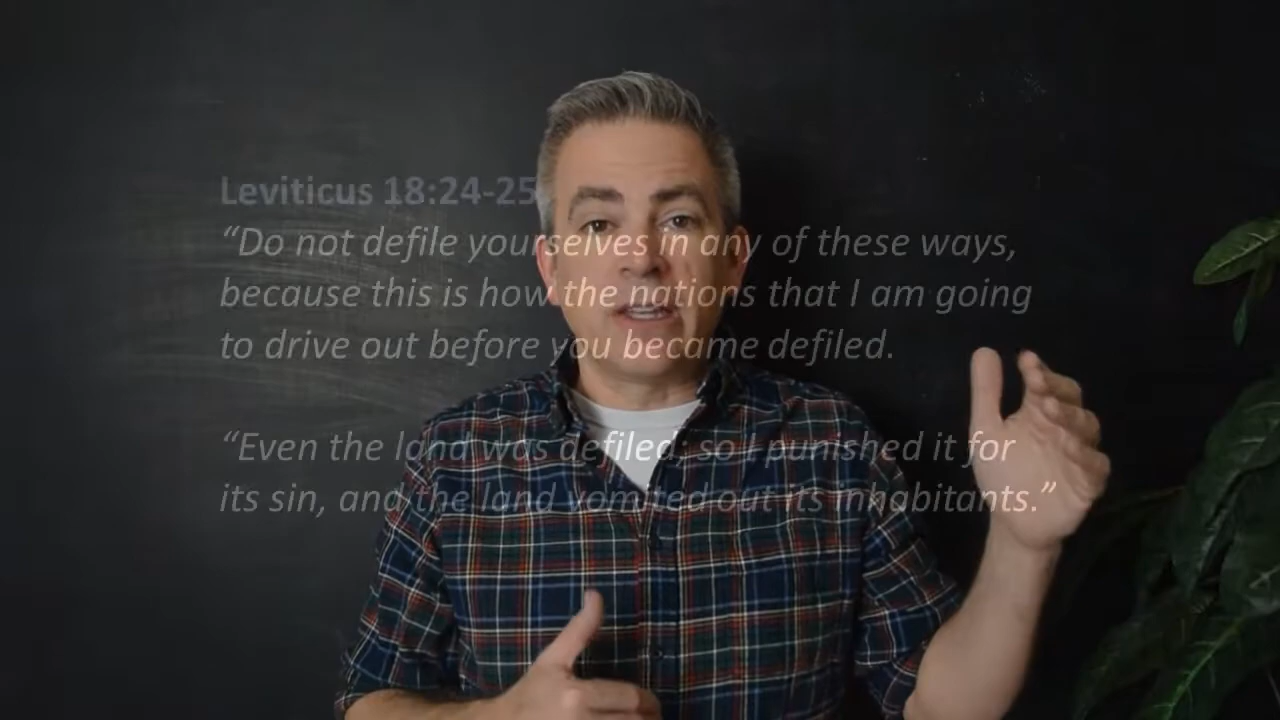 Leviticus 18:24-25
“Do not defile yourselves in any of these ways,
because this is how the nations that I am going
to drive out before you became defiled.
“Even the land was defiled, so I punished it for
its sin, and the land vomited out its inhabitants.”